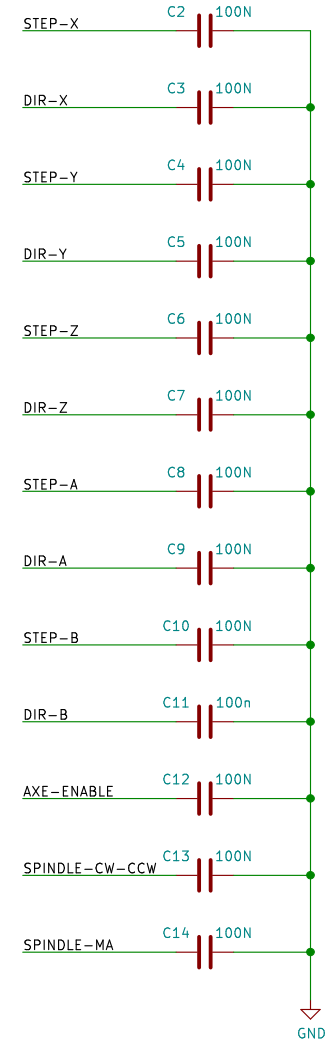 C2 100N
STEP-X
C3 100N
DIR-X
C4 100N
STEP-Y
C5 100N
DIR-Y
C6 100N
STEP-Z
C7 100N
DIR-Z
C8 100N
STEP-A
C9 100N
DIR-A
C10 100N
STEP-B
C11 100n
DIR-B
C12 100N
AXE-ENABLE
C13 100N
SPINDLE-CW-CCW
C14 100N
SPINDLE-MA
GND